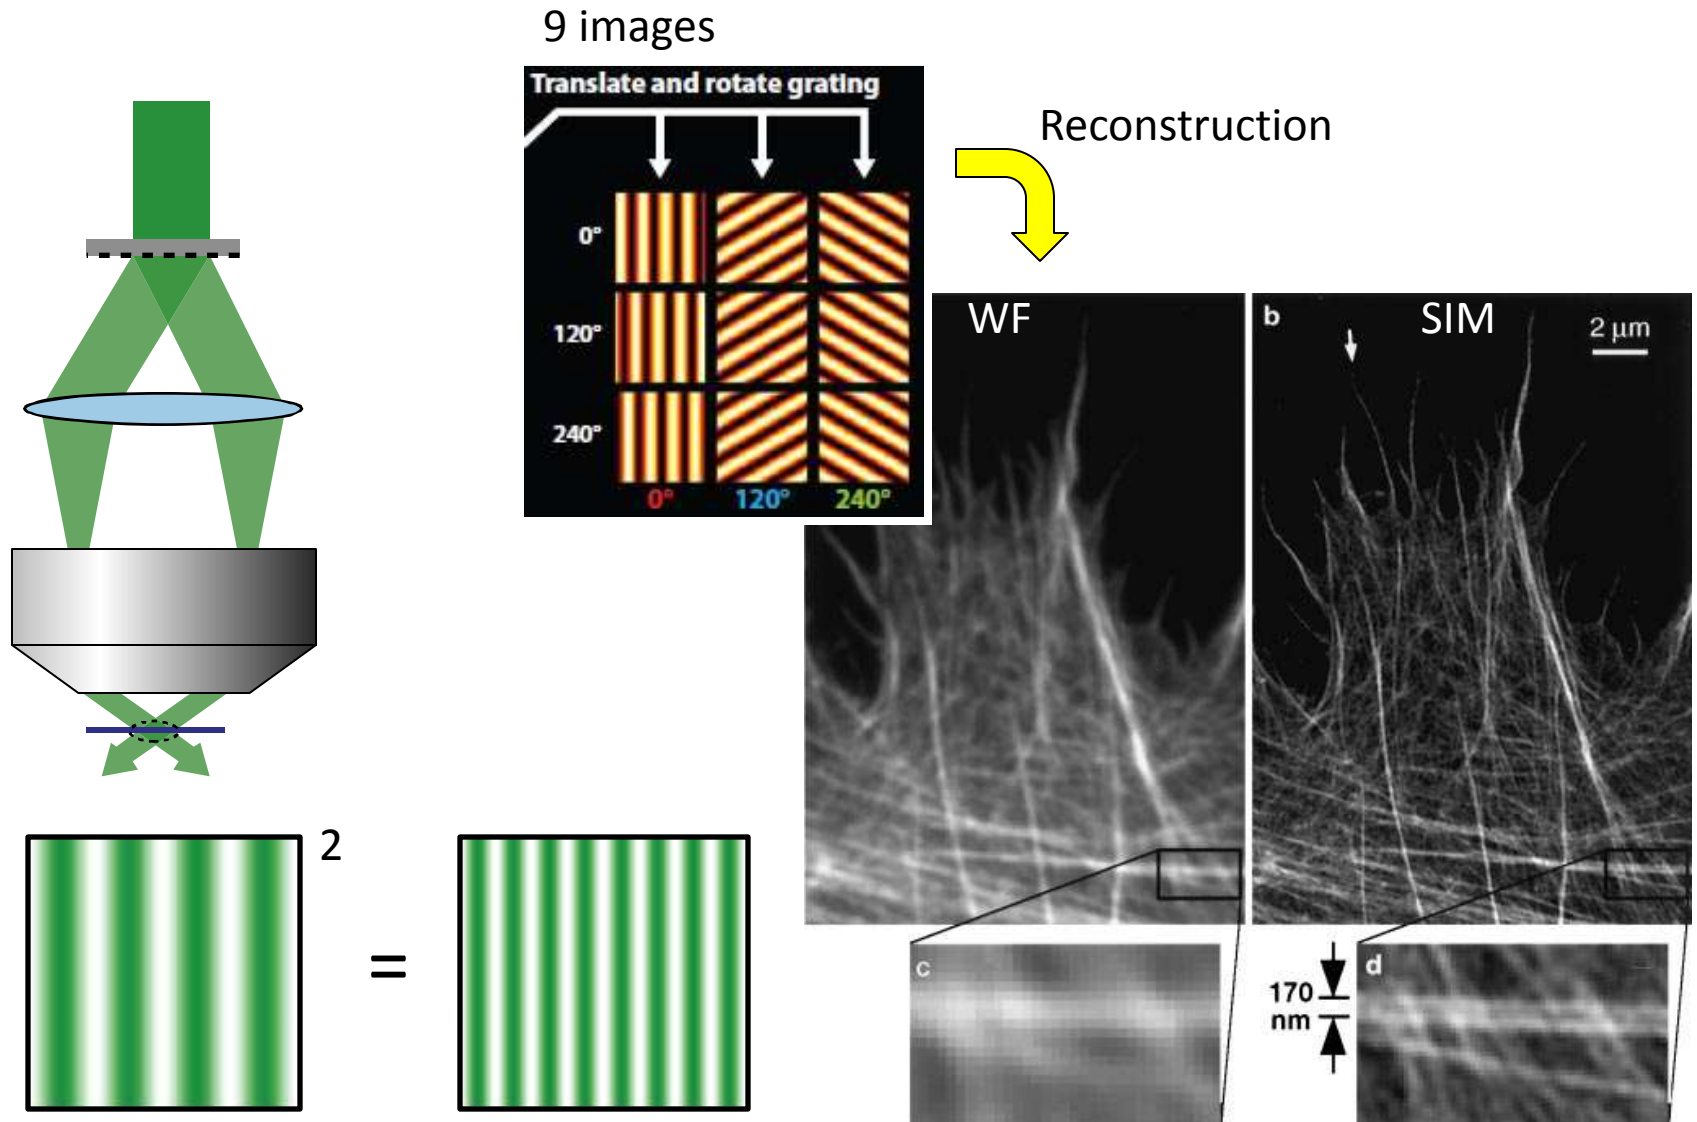 9 images
Translate and rotate grating
0°
120°
240°
0° 120° 240°
Reconstruction
WF
b
SIM
2 µm
2
=
c
170
nm
d